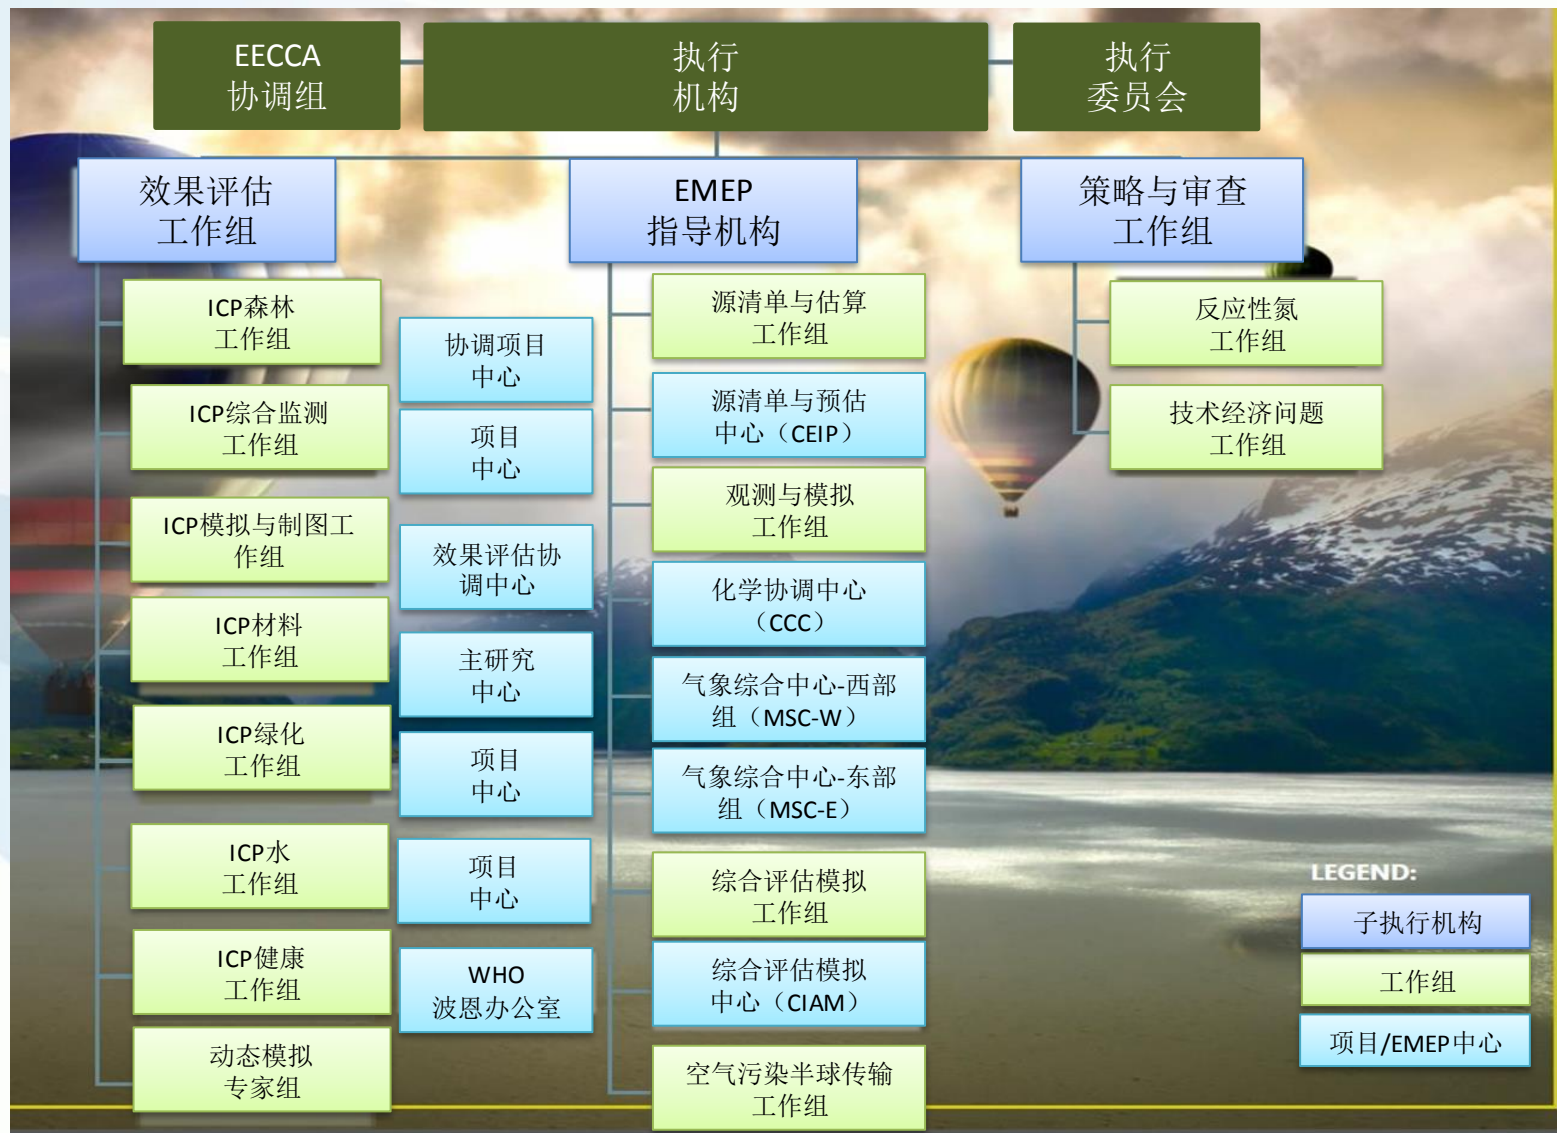 EECCA
协调组
执行
机构
执行
委员会
效果评估
工作组
EMEP
指导机构
策略与审查
工作组
ICP森林
工作组
ICP综合监测
工作组
ICP模拟与制图工
作组
ICP材料
工作组
ICP绿化
工作组
ICP水
工作组
ICP健康
工作组
动态模拟
专家组
协调项目
中心
项目
中心
效果评估协
调中心
主研究
中心
项目
中心
项目
中心
WHO
波恩办公室
源清单与估算
工作组
源清单与预估
中心（CEIP）
观测与模拟
工作组
化学协调中心
（CCC）
气象综合中心-西部
组（MSC-W）
气象综合中心-东部
组（MSC-E）
综合评估模拟
工作组
综合评估模拟
中心（CIAM）
空气污染半球传输
工作组
反应性氮
工作组
技术经济问题
工作组
LEGEND:
子执行机构
工作组
项目/EMEP中心